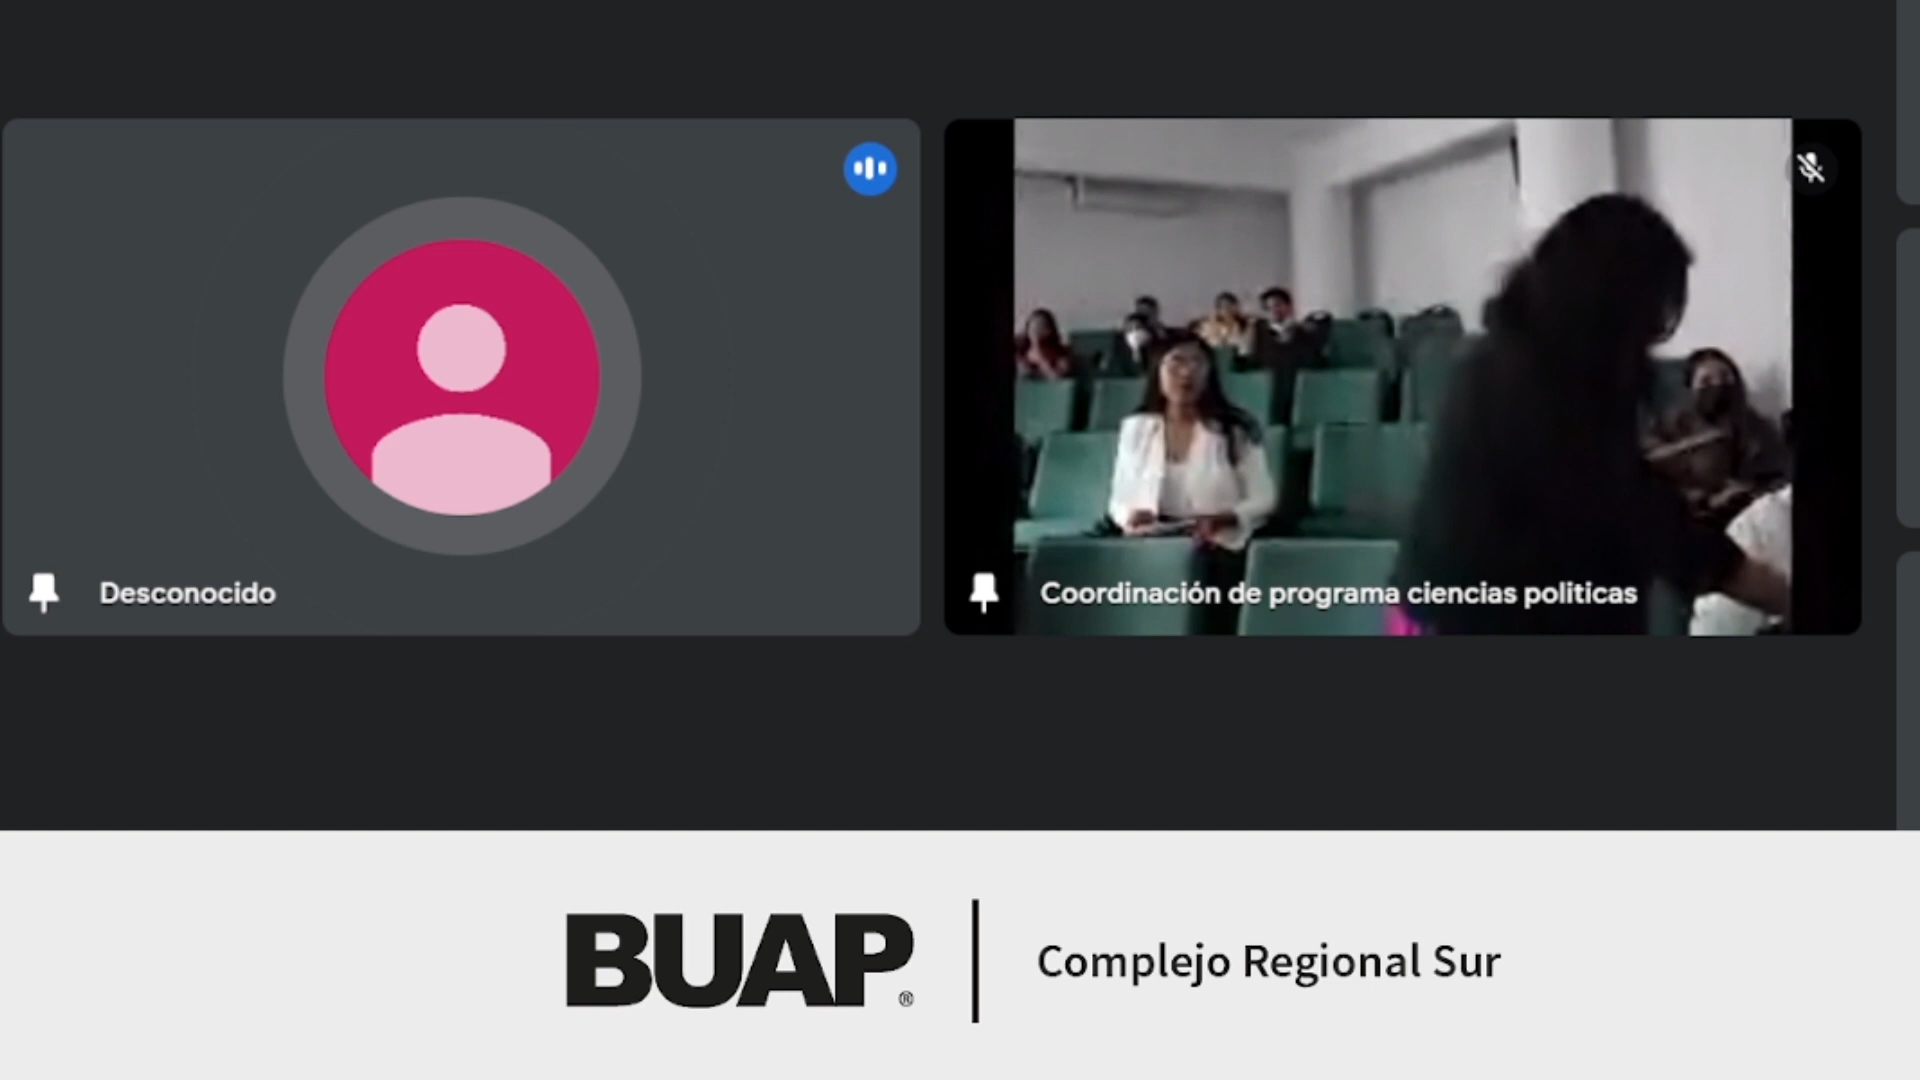 Desconocido
Coordinación de programa ciencias politicas
BUAP®
Complejo Regional Sur